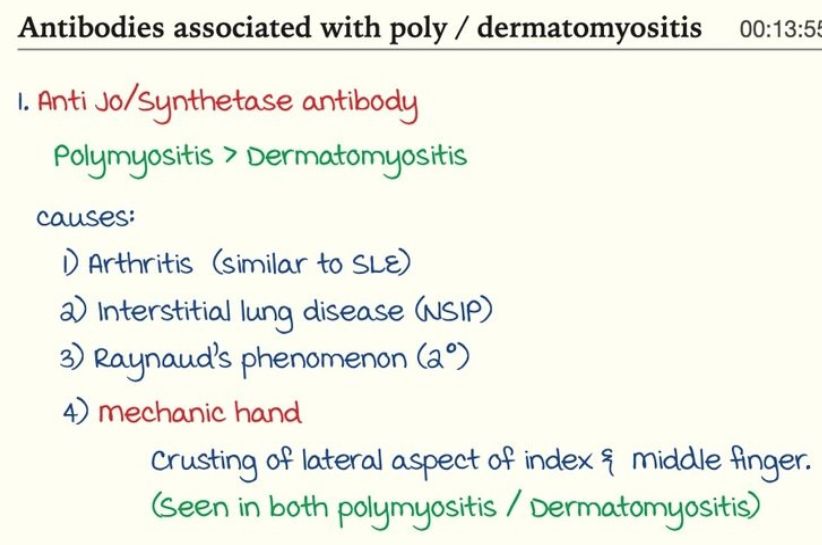 Antibodies associated with poly / dermatomyositis 00:13:55
1. Anti Jo/Synthetase antibody
Polymyositis > Dermatomyositis
causes:
1) Arthritis (similar to SLE)
2) Interstitial lung disease (NSIP)
3) Raynaud's phenomenon (2°)
4) mechanic hand
Crusting of lateral aspect of index & middle finger.
(Seen in both polymyositis / Dermatomyositis)